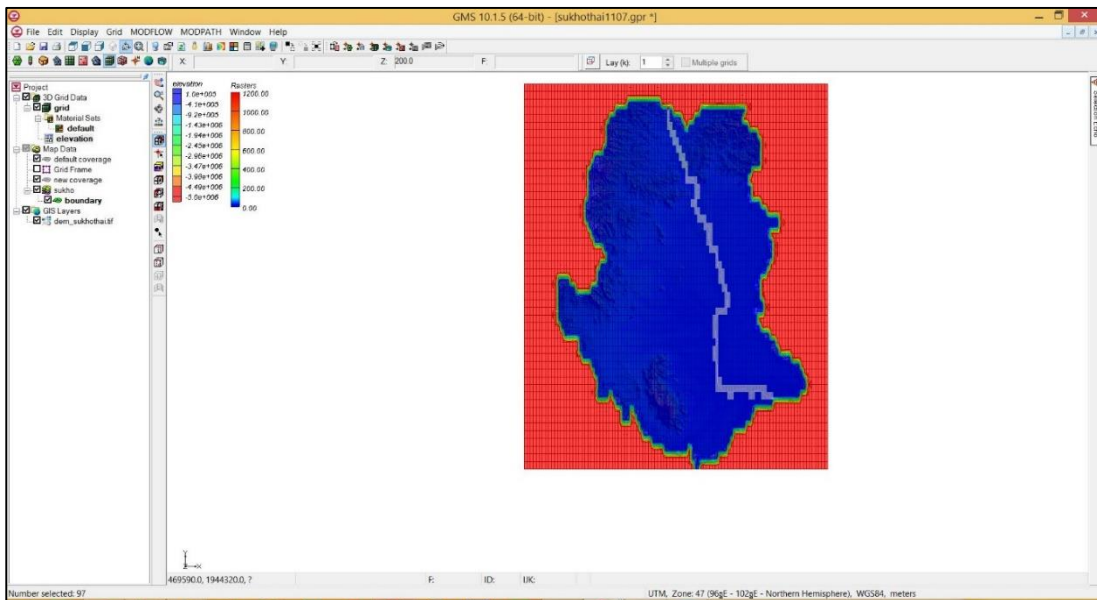 GMS 10.1.5 (64-bit) - [sukhothai1107.gpr *]
File Edit Display Grid MODFLOW MODPATH Window Help
X: Y: Z: 200.0 F: Lay (k): 1 Multiple grids
Project
3D Grid Data
grid
Material Sets
default
elevation
Map Data
default coverage
Grid Frame
new coverage
sukho
boundary
GIS Layers
dem_sukhothai.tif
elevation
1.0e+005
-4.1e+005
-9.2e+005
-1.43e+006
-1.94e+006
-2.45e+006
-2.96e+006
-3.47e+006
-3.98e+006
-4.49e+006
-5.0e+006
Rasters
1200.00
1000.00
800.00
600.00
400.00
200.00
0.00
Y
X
469590.0, 1944320.0, ? F: ID: IJK:
Number selected: 97 UTM, Zone: 47 (96gE - 102gE - Northern Hemisphere), WGS84, meters